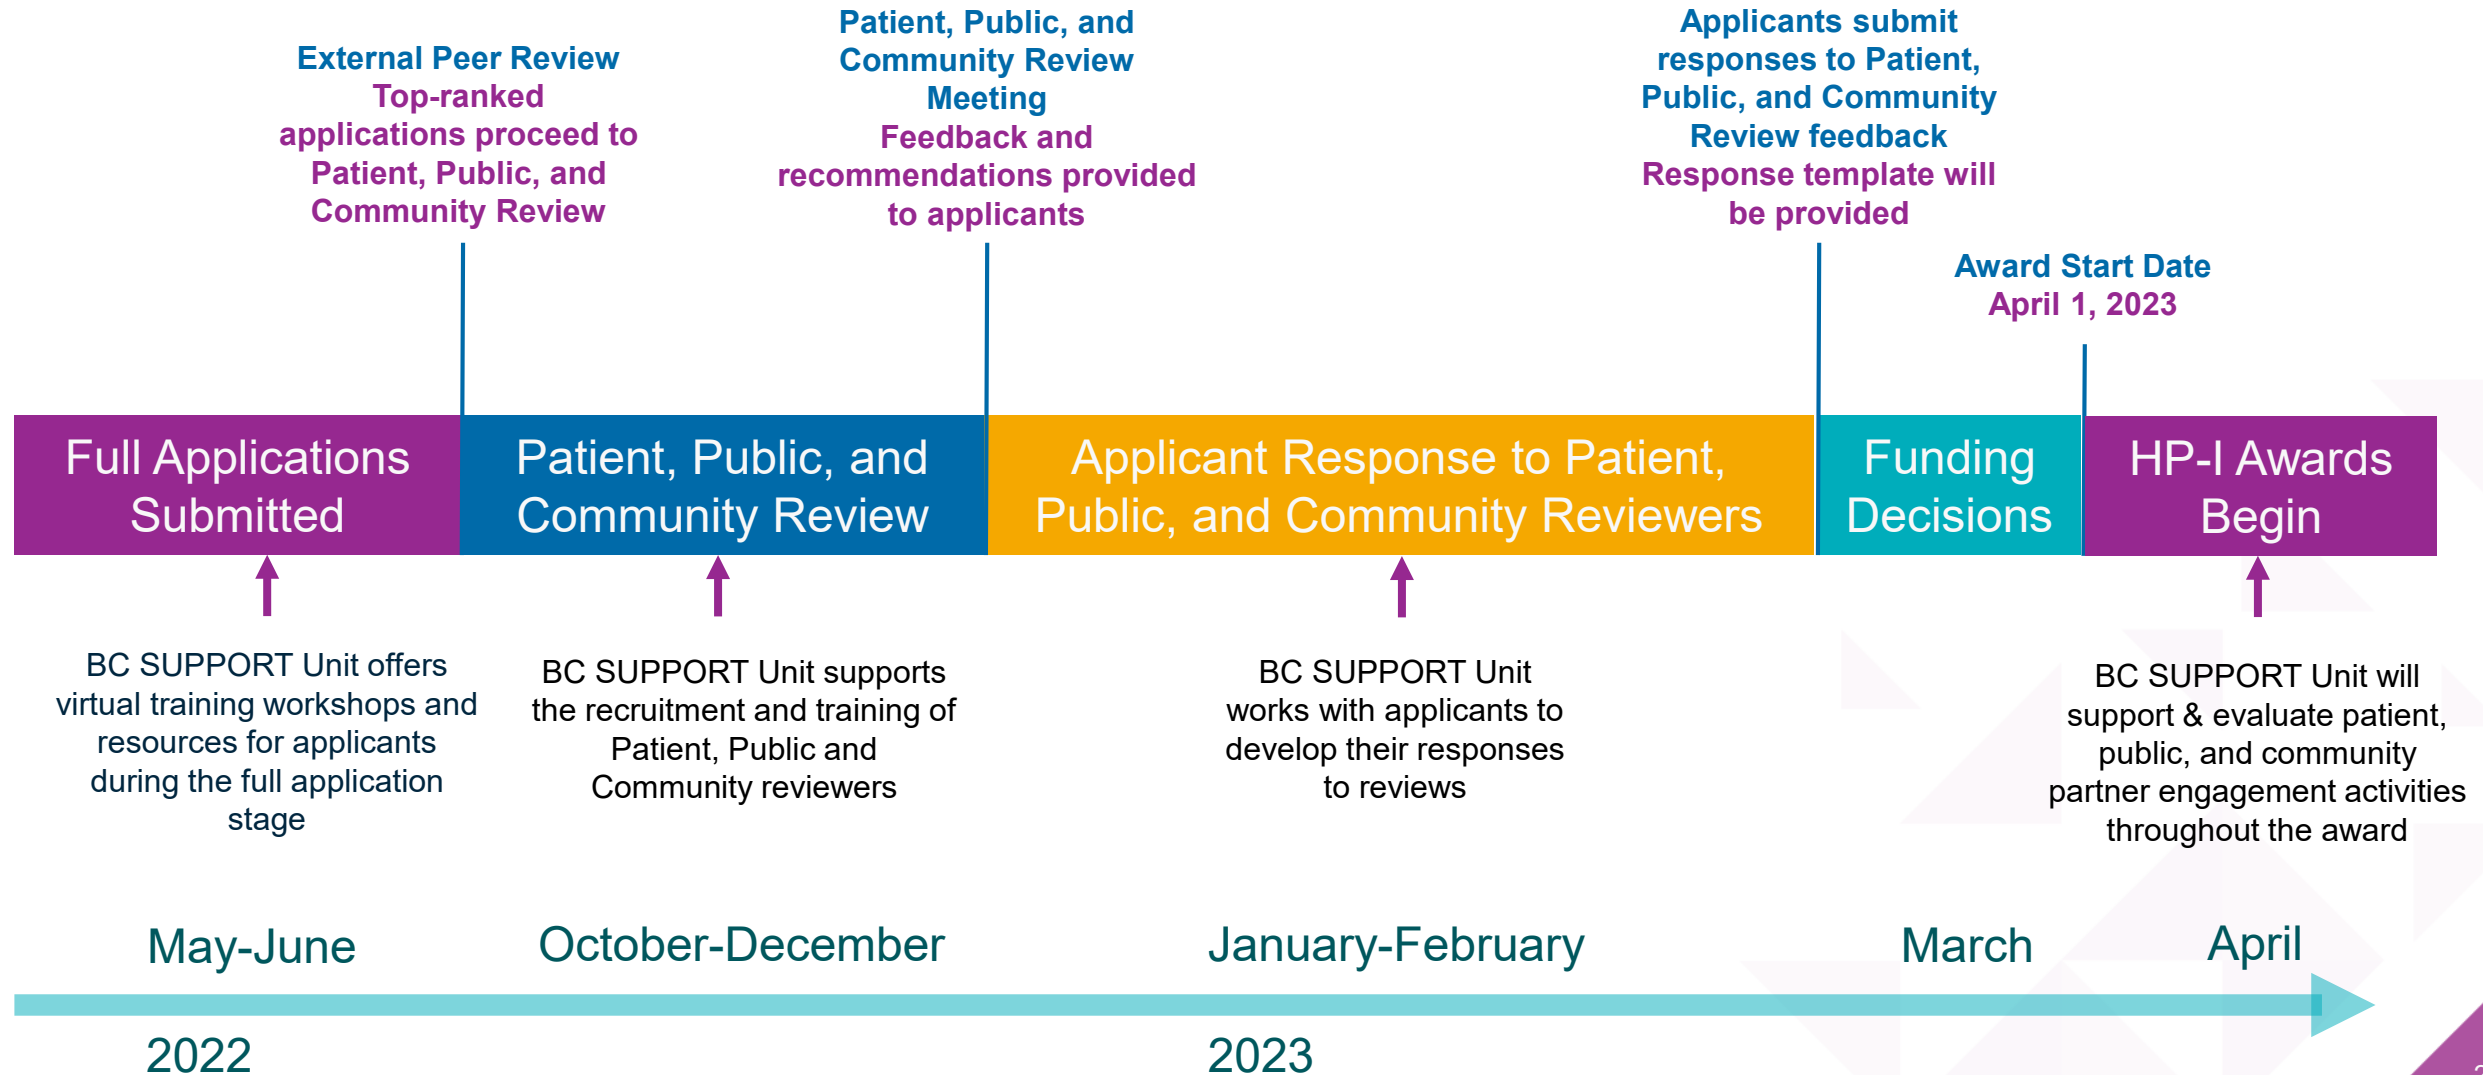 External Peer Review
Top-ranked
applications proceed to
Patient, Public, and
Community Review
Patient, Public, and
Community Review
Meeting
Feedback and
recommendations provided
to applicants
Applicants submit
responses to Patient,
Public, and Community
Review feedback
Response template will
be provided
Award Start Date
April 1, 2023
Full Applications
Submitted
Patient, Public, and
Community Review
Applicant Response to Patient,
Public, and Community Reviewers
Funding
Decisions
HP-I Awards
Begin
BC SUPPORT Unit offers
virtual training workshops and
resources for applicants
during the full application
stage
BC SUPPORT Unit supports
the recruitment and training of
Patient, Public and
Community reviewers
BC SUPPORT Unit
works with applicants to
develop their responses
to reviews
BC SUPPORT Unit will
support & evaluate patient,
public, and community
partner engagement activities
throughout the award
May-June
October-December
January-February
March
April
2022
2023